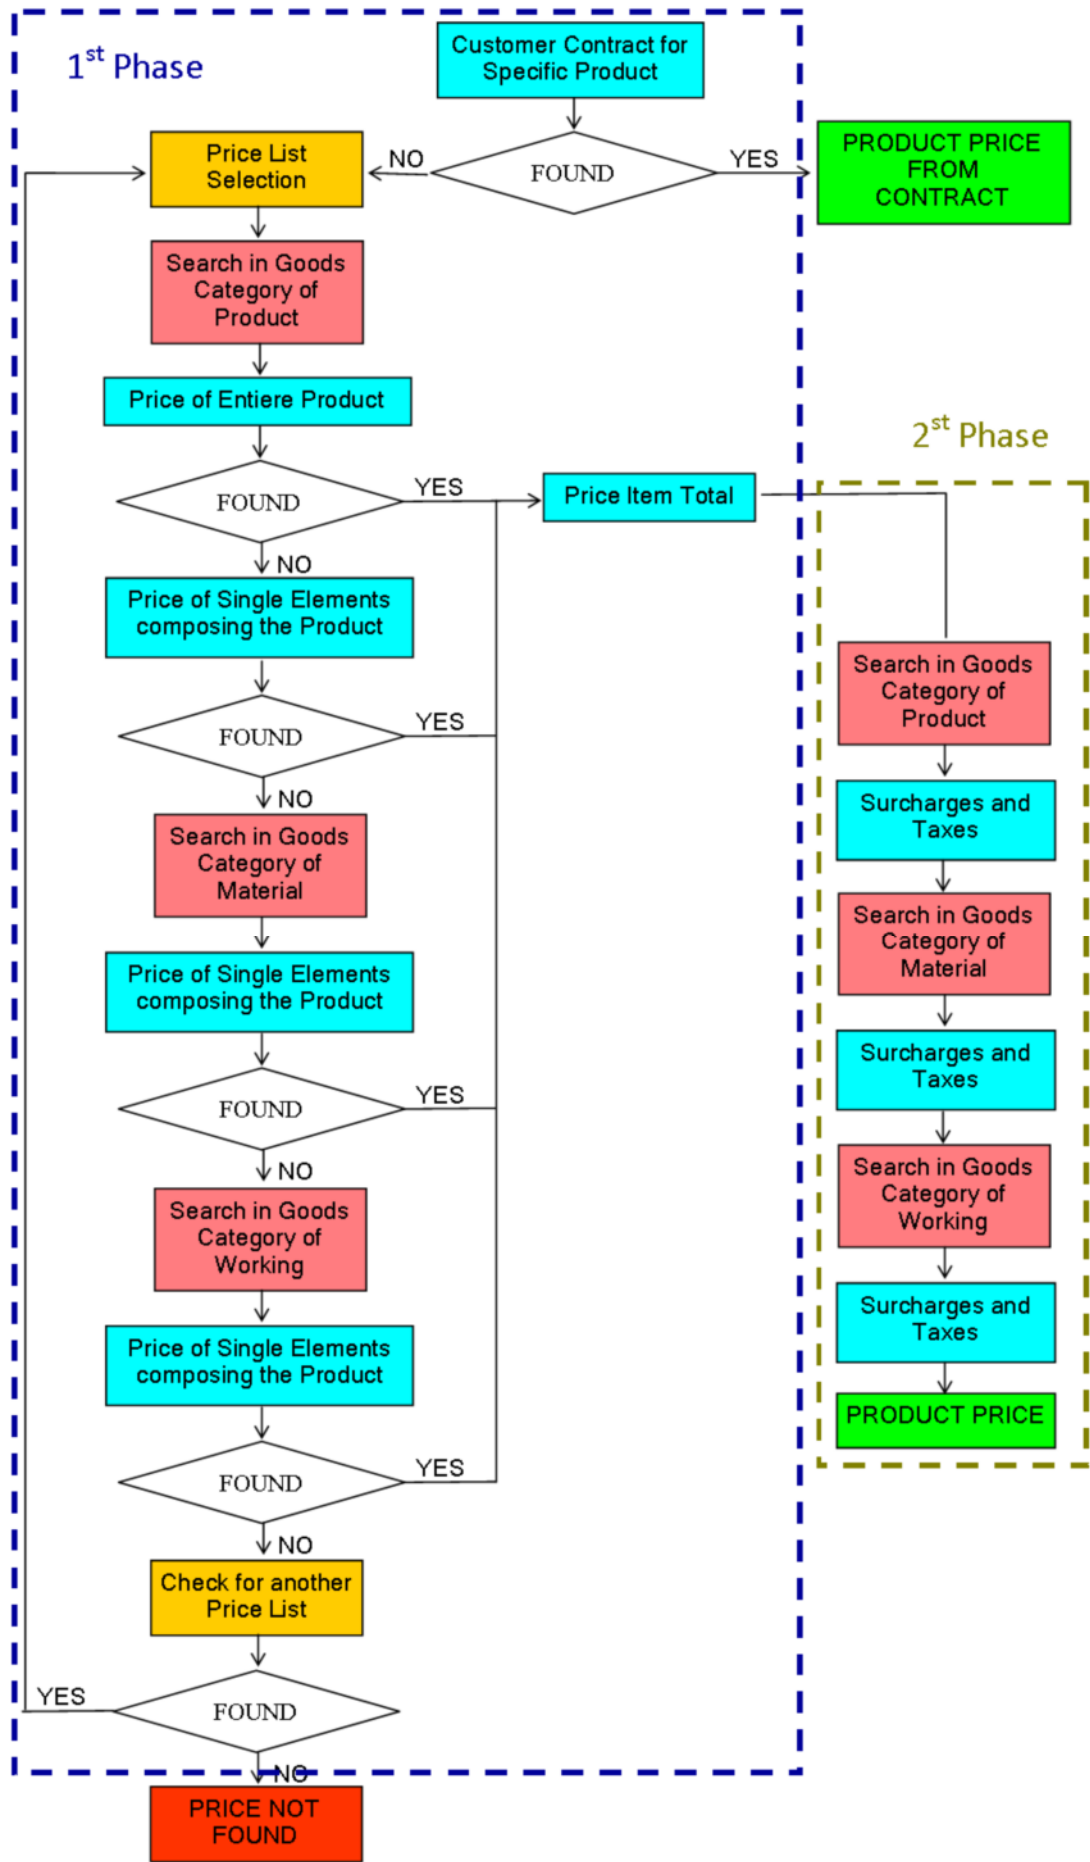 1st Phase
Customer Contract for
Specific Product
FOUND
NO
YES
PRODUCT PRICE
FROM
CONTRACT
Price List
Selection
Search in Goods
Category of
Product
Price of Entiere Product
FOUND
YES
NO
Price Item Total
Price of Single Elements
composing the Product
FOUND
YES
NO
Search in Goods
Category of
Material
Price of Single Elements
composing the Product
FOUND
YES
NO
Search in Goods
Category of
Working
Price of Single Elements
composing the Product
FOUND
YES
NO
Check for another
Price List
FOUND
YES
NO
PRICE NOT
FOUND
2st Phase
Search in Goods
Category of
Product
Surcharges and
Taxes
Search in Goods
Category of
Material
Surcharges and
Taxes
Search in Goods
Category of
Working
Surcharges and
Taxes
PRODUCT PRICE